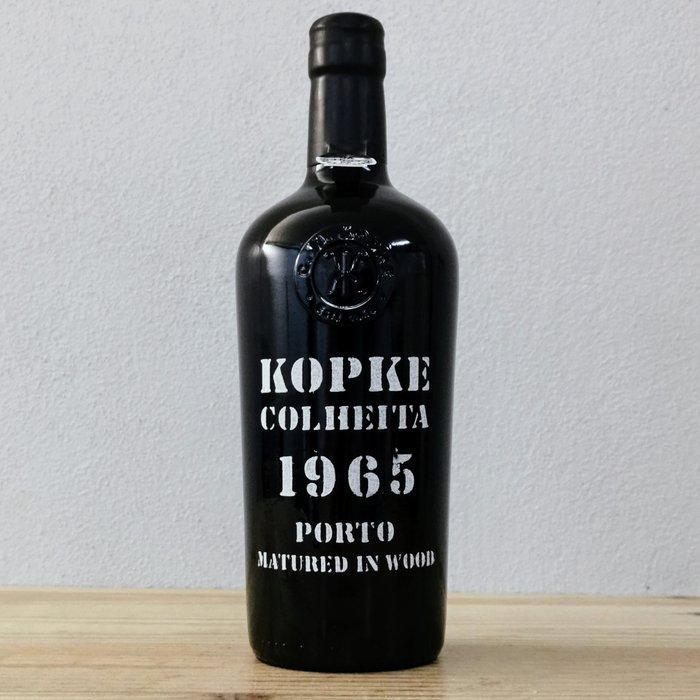 KOPKE
COLHEITA
1965
PORTO
MATURED IN WOOD